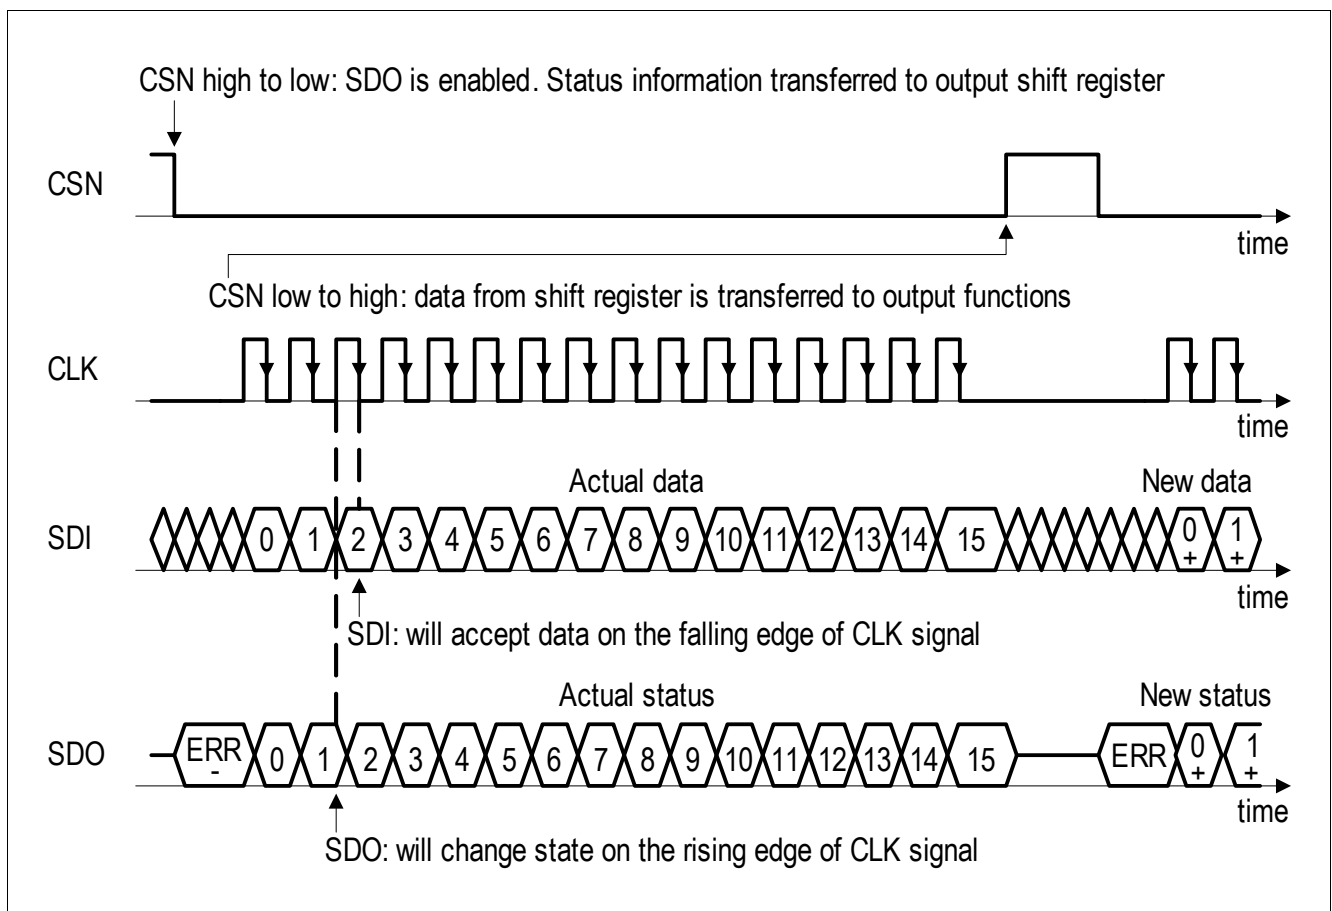 CSN high to low: SDO is enabled. Status information transferred to output shift register
CSN
time
CSN low to high: data from shift register is transferred to output functions
CLK
time
Actual data
New data
SDI
0 1 2 3 4 5 6 7 8 9 10 11 12 13 14 15 0 1
+ +
time
SDI: will accept data on the falling edge of CLK signal
Actual status
New status
SDO
ERR 0 1 2 3 4 5 6 7 8 9 10 11 12 13 14 15 ERR 0 1
- + +
time
SDO: will change state on the rising edge of CLK signal